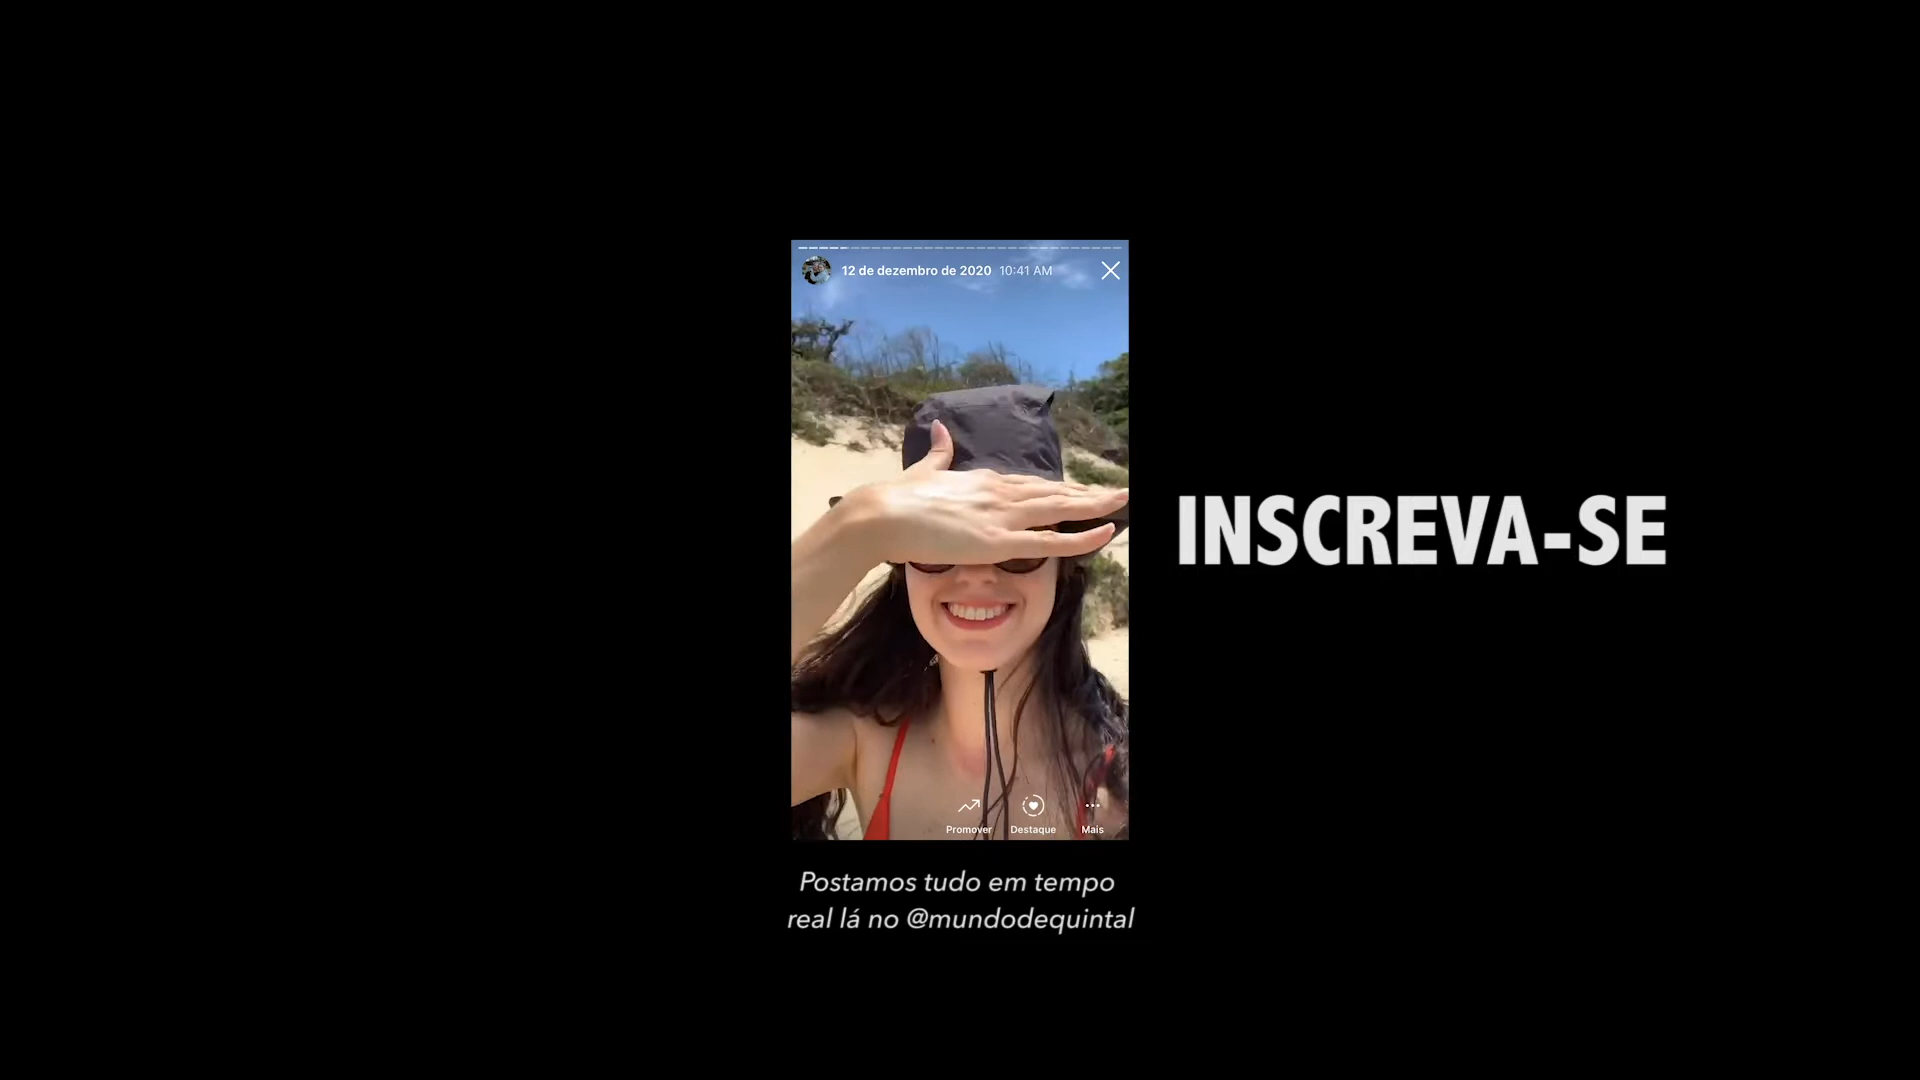 12 de dezembro de 2020 10:41 AM
INSCREVA-SE
Promover Destaque Mais
Postamos tudo em tempo
real lá no @mundodequintal